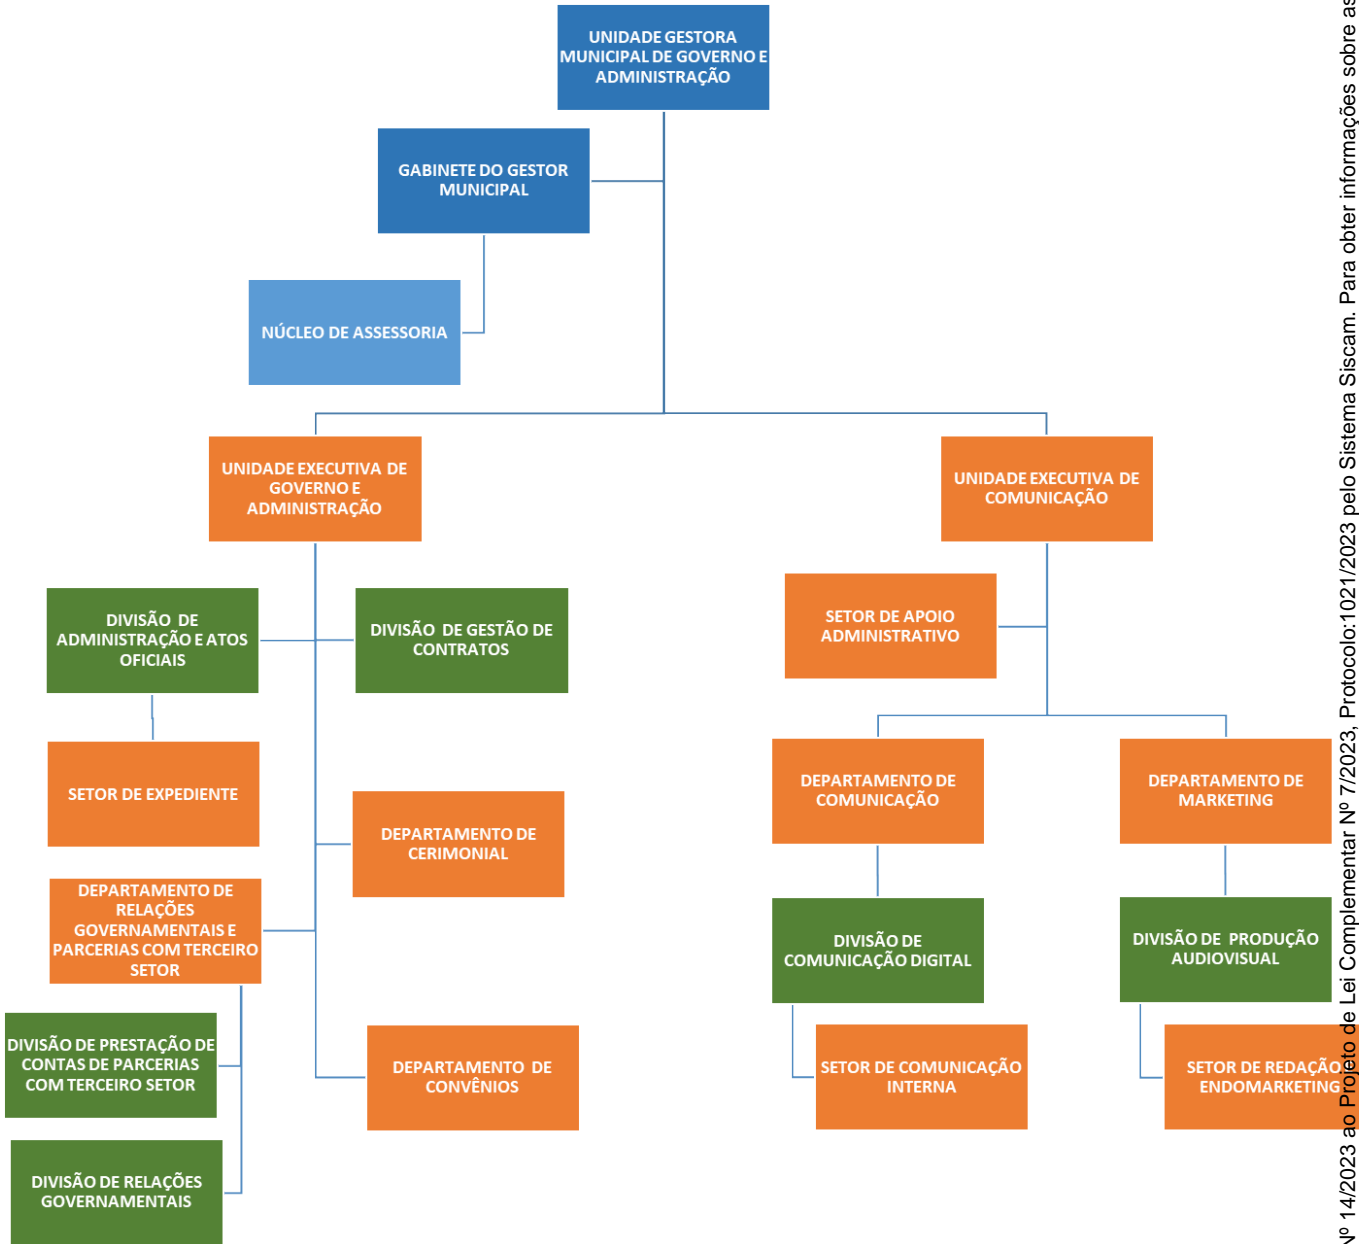 UNIDADE GESTORA
MUNICIPAL DE GOVERNO E
ADMINISTRAÇÃO
GABINETE DO GESTOR
MUNICIPAL
NÚCLEO DE ASSESSORIA
UNIDADE EXECUTIVA DE
GOVERNO E
ADMINISTRAÇÃO
UNIDADE EXECUTIVA DE
COMUNICAÇÃO
DIVISÃO DE
ADMINISTRAÇÃO E ATOS
OFICIAIS
DIVISÃO DE GESTÃO DE
CONTRATOS
SETOR DE APOIO
ADMINISTRATIVO
SETOR DE EXPEDIENTE
DEPARTAMENTO DE
CERIMONIAL
DEPARTAMENTO DE
COMUNICAÇÃO
DEPARTAMENTO DE
MARKETING
DEPARTAMENTO DE
RELAÇÕES
GOVERNAMENTAIS E
PARCERIAS COM TERCEIRO
SETOR
DIVISÃO DE
COMUNICAÇÃO DIGITAL
DIVISÃO DE PRODUÇÃO
AUDIOVISUAL
DIVISÃO DE PRESTAÇÃO DE
CONTAS DE PARCERIAS
COM TERCEIRO SETOR
DEPARTAMENTO DE
CONVÊNIOS
SETOR DE COMUNICAÇÃO
INTERNA
SETOR DE REDAÇÃO
ENDOMARKETING
DIVISÃO DE RELAÇÕES
GOVERNAMENTAIS
Nº 14/2023 ao Projeto de Lei Complementar Nº 7/2023, Protocolo:1021/2023 pelo Sistema Siscam. Para obter informações sobre as